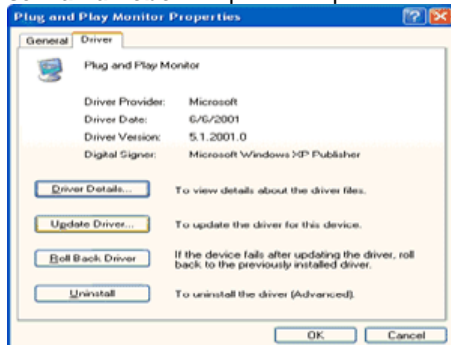 Plug and Play Monitor Properties
General Driver
Plug and Play Monitor
Driver Provider: Microsoft
Driver Date: 6/6/2001
Driver Version: 5.1.2001.0
Digital Signer: Microsoft Windows XP Publisher
Driver Details... To view details about the driver files.
Update Driver... To update the driver for this device.
Roll Back Driver If the device fails after updating the driver, roll
back to the previously installed driver.
Uninstall To uninstall the driver (Advanced).
OK Cancel